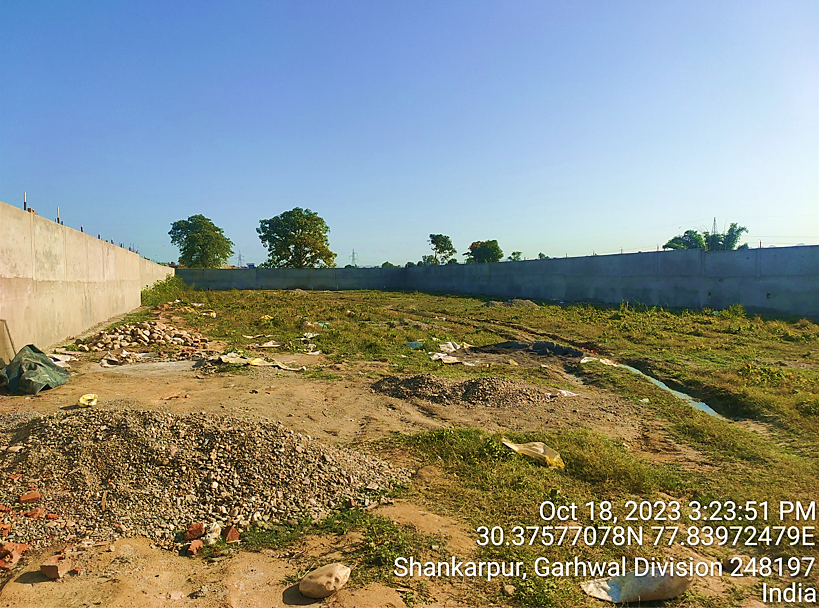 Oct 18, 2023 3:23:51 PM
30.37577078N 77.83972479E
Shankarpur, Garhwal Division 248197
India